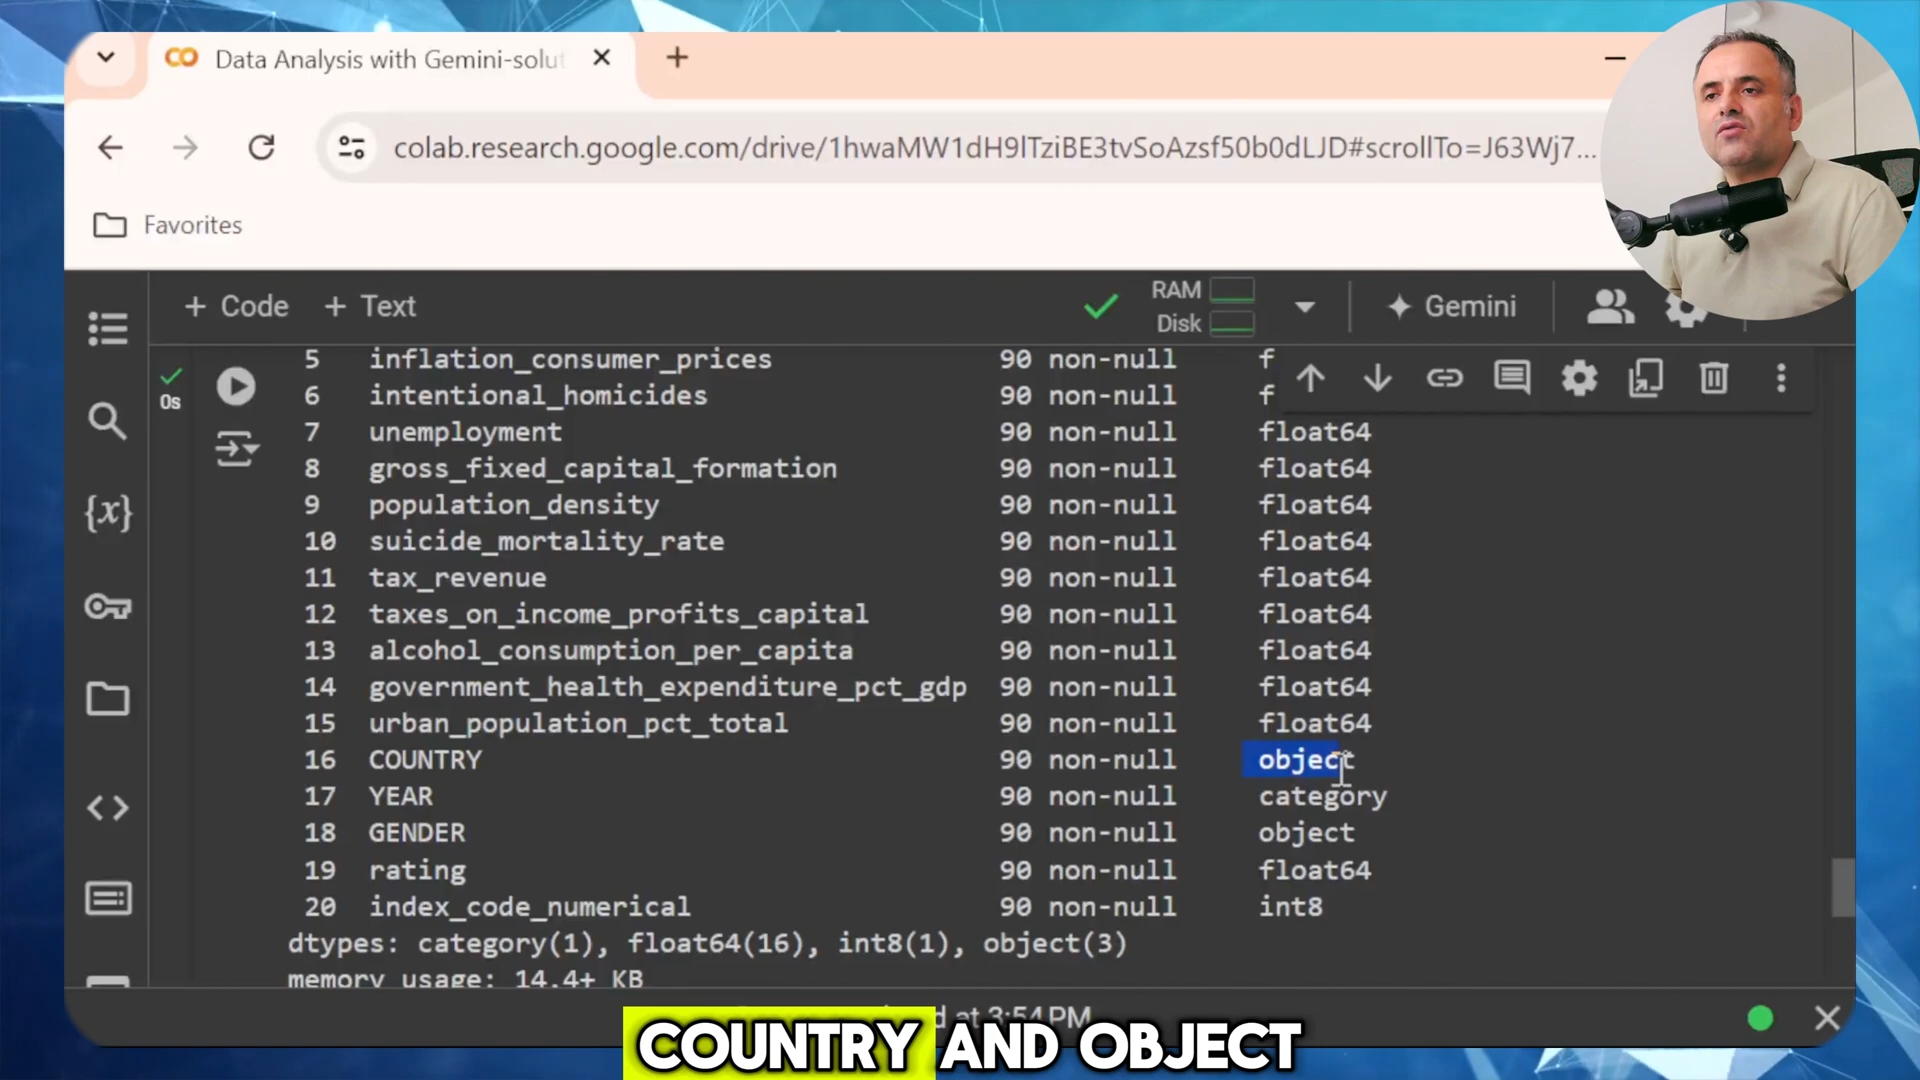 Data Analysis with Gemini-solut
colab.research.google.com/drive/1hwaMW1dH9lTziBE3tvSoAzsf50b0dLJD#scrollTo=J63Wj7...
Favorites
+ Code + Text
RAM
Disk
Gemini
0s
{x}
5 inflation_consumer_prices 90 non-null f
6 intentional_homicides 90 non-null f
7 unemployment 90 non-null float64
8 gross_fixed_capital_formation 90 non-null float64
9 population_density 90 non-null float64
10 suicide_mortality_rate 90 non-null float64
11 tax_revenue 90 non-null float64
12 taxes_on_income_profits_capital 90 non-null float64
13 alcohol_consumption_per_capita 90 non-null float64
14 government_health_expenditure_pct_gdp 90 non-null float64
15 urban_population_pct_total 90 non-null float64
16 COUNTRY 90 non-null object
17 YEAR 90 non-null category
18 GENDER 90 non-null object
19 rating 90 non-null float64
20 index_code_numerical 90 non-null int8
dtypes: category(1), float64(16), int8(1), object(3)
memory usage: 14.4+ KB
at 3:54 PM
COUNTRY AND OBJECT